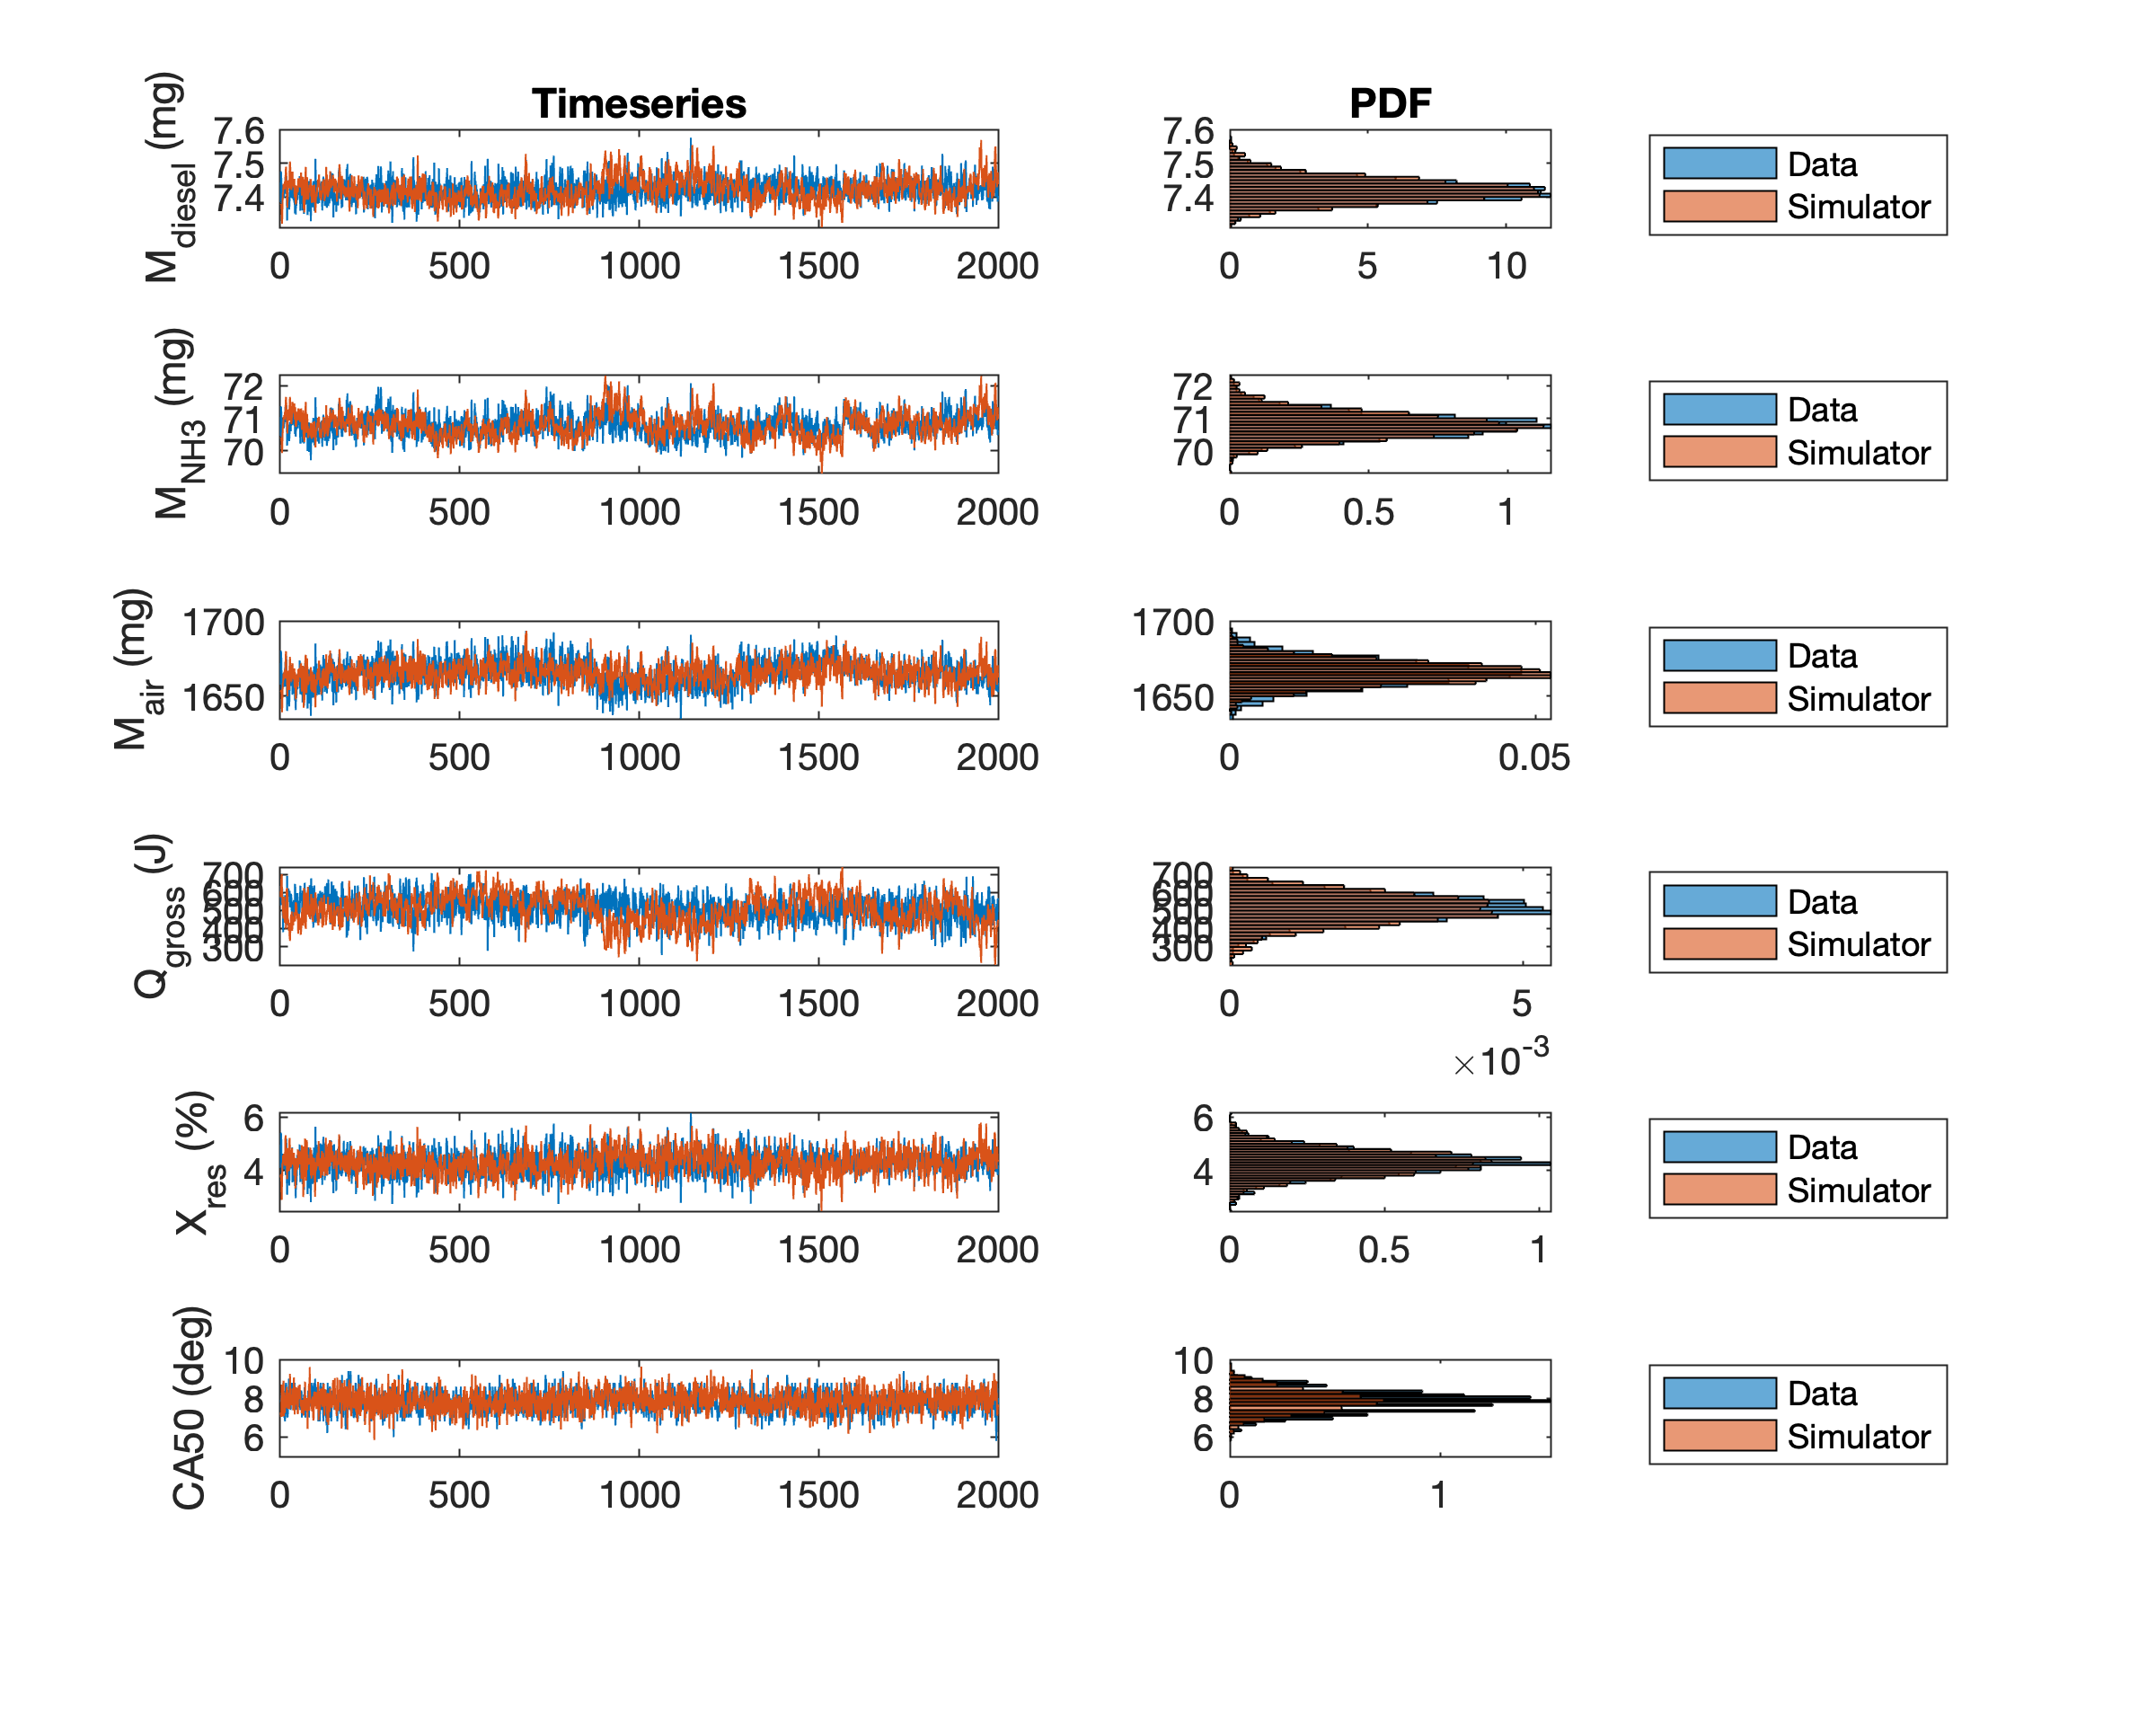 Timeseries
PDF
M_diesel (mg)
7.6
7.5
7.4
0 500 1000 1500 2000
7.6
7.5
7.4
0 5 10
Data
Simulator
M_NH3 (mg)
72
71
70
0 500 1000 1500 2000
72
71
70
0 0.5 1
Data
Simulator
M_air (mg)
1700
1650
0 500 1000 1500 2000
1700
1650
0 0.05
Data
Simulator
Q_gross (J)
700
600
500
400
300
0 500 1000 1500 2000
700
600
500
400
300
0 5
×10^-3
Data
Simulator
X_res (%)
6
4
0 500 1000 1500 2000
6
4
0 0.5 1
Data
Simulator
CA50 (deg)
10
8
6
0 500 1000 1500 2000
10
8
6
0 1
Data
Simulator